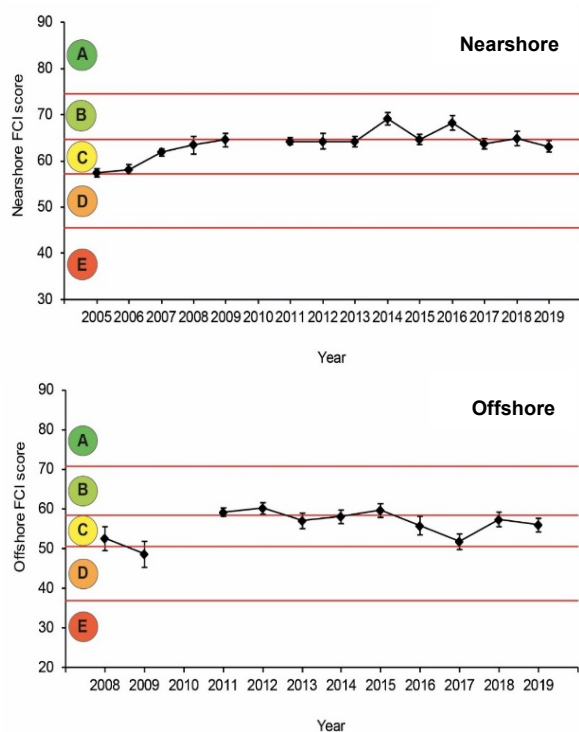 Nearshore
90
80
70
60
50
40
30
A
B
C
D
E
Nearshore FCI score
2005 2006 2007 2008 2009 2010 2011 2012 2013 2014 2015 2016 2017 2018 2019
Year
Offshore
90
80
70
60
50
40
30
20
A
B
C
D
E
Offshore FCI score
2008 2009 2010 2011 2012 2013 2014 2015 2016 2017 2018 2019
Year